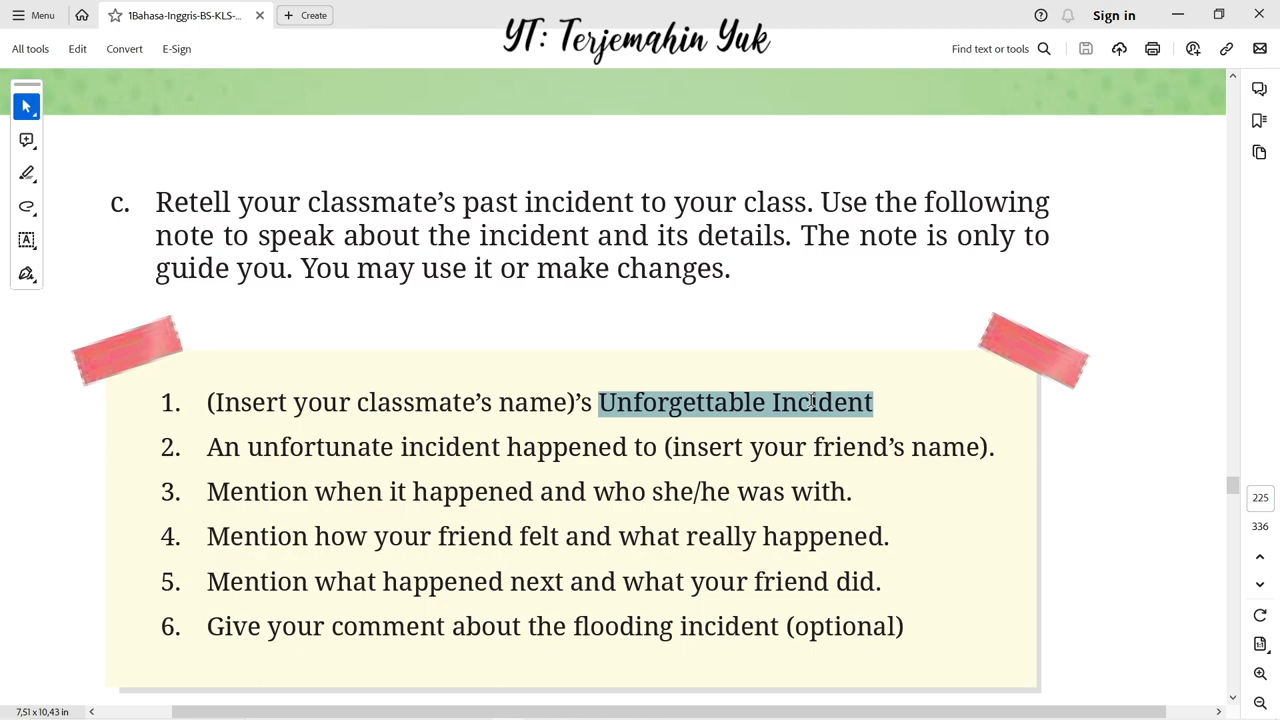 Menu
1Bahasa-Inggris-BS-KLS-...
Create
Sign in
All tools
Edit
Convert
E-Sign
YT: Terjemahin Yuk
Find text or tools
c. Retell your classmate’s past incident to your class. Use the following
note to speak about the incident and its details. The note is only to
guide you. You may use it or make changes.
1. (Insert your classmate’s name)’s Unforgettable Incident
2. An unfortunate incident happened to (insert your friend’s name).
3. Mention when it happened and who she/he was with.
4. Mention how your friend felt and what really happened.
5. Mention what happened next and what your friend did.
6. Give your comment about the flooding incident (optional)
225
336
7,51 x 10,43 in